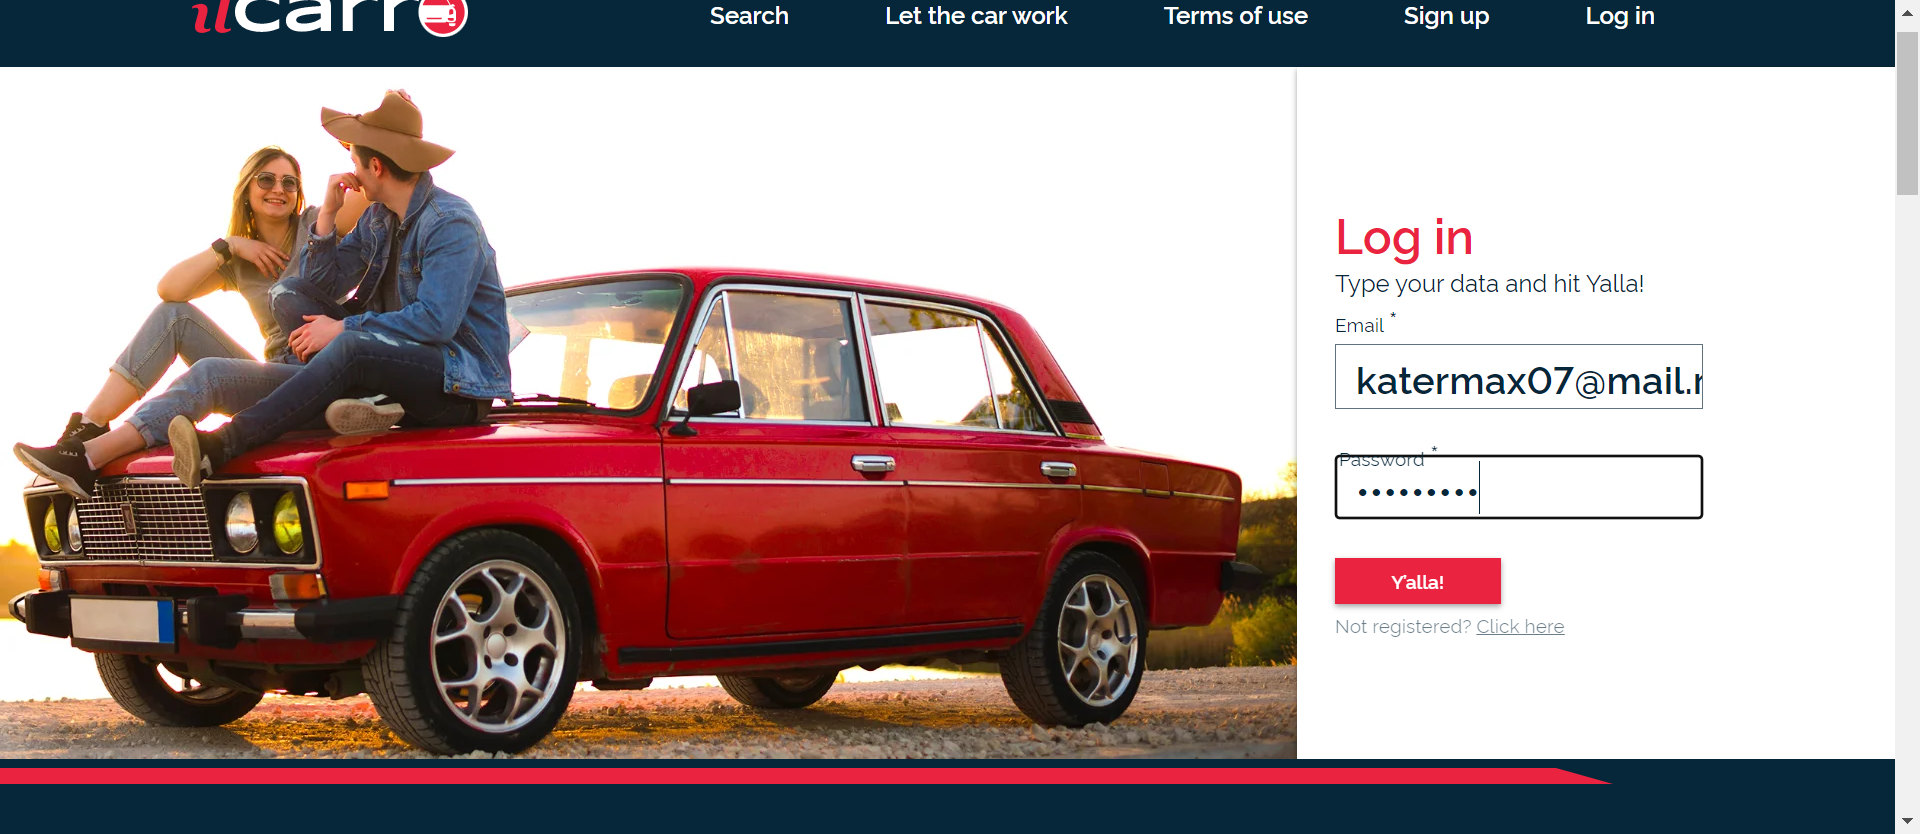 ilcarro
Search
Let the car work
Terms of use
Sign up
Log in
Log in
Type your data and hit Yalla!
Email *
katermax07@mail.r
Password *
•••••••••
Y'alla!
Not registered? Click here